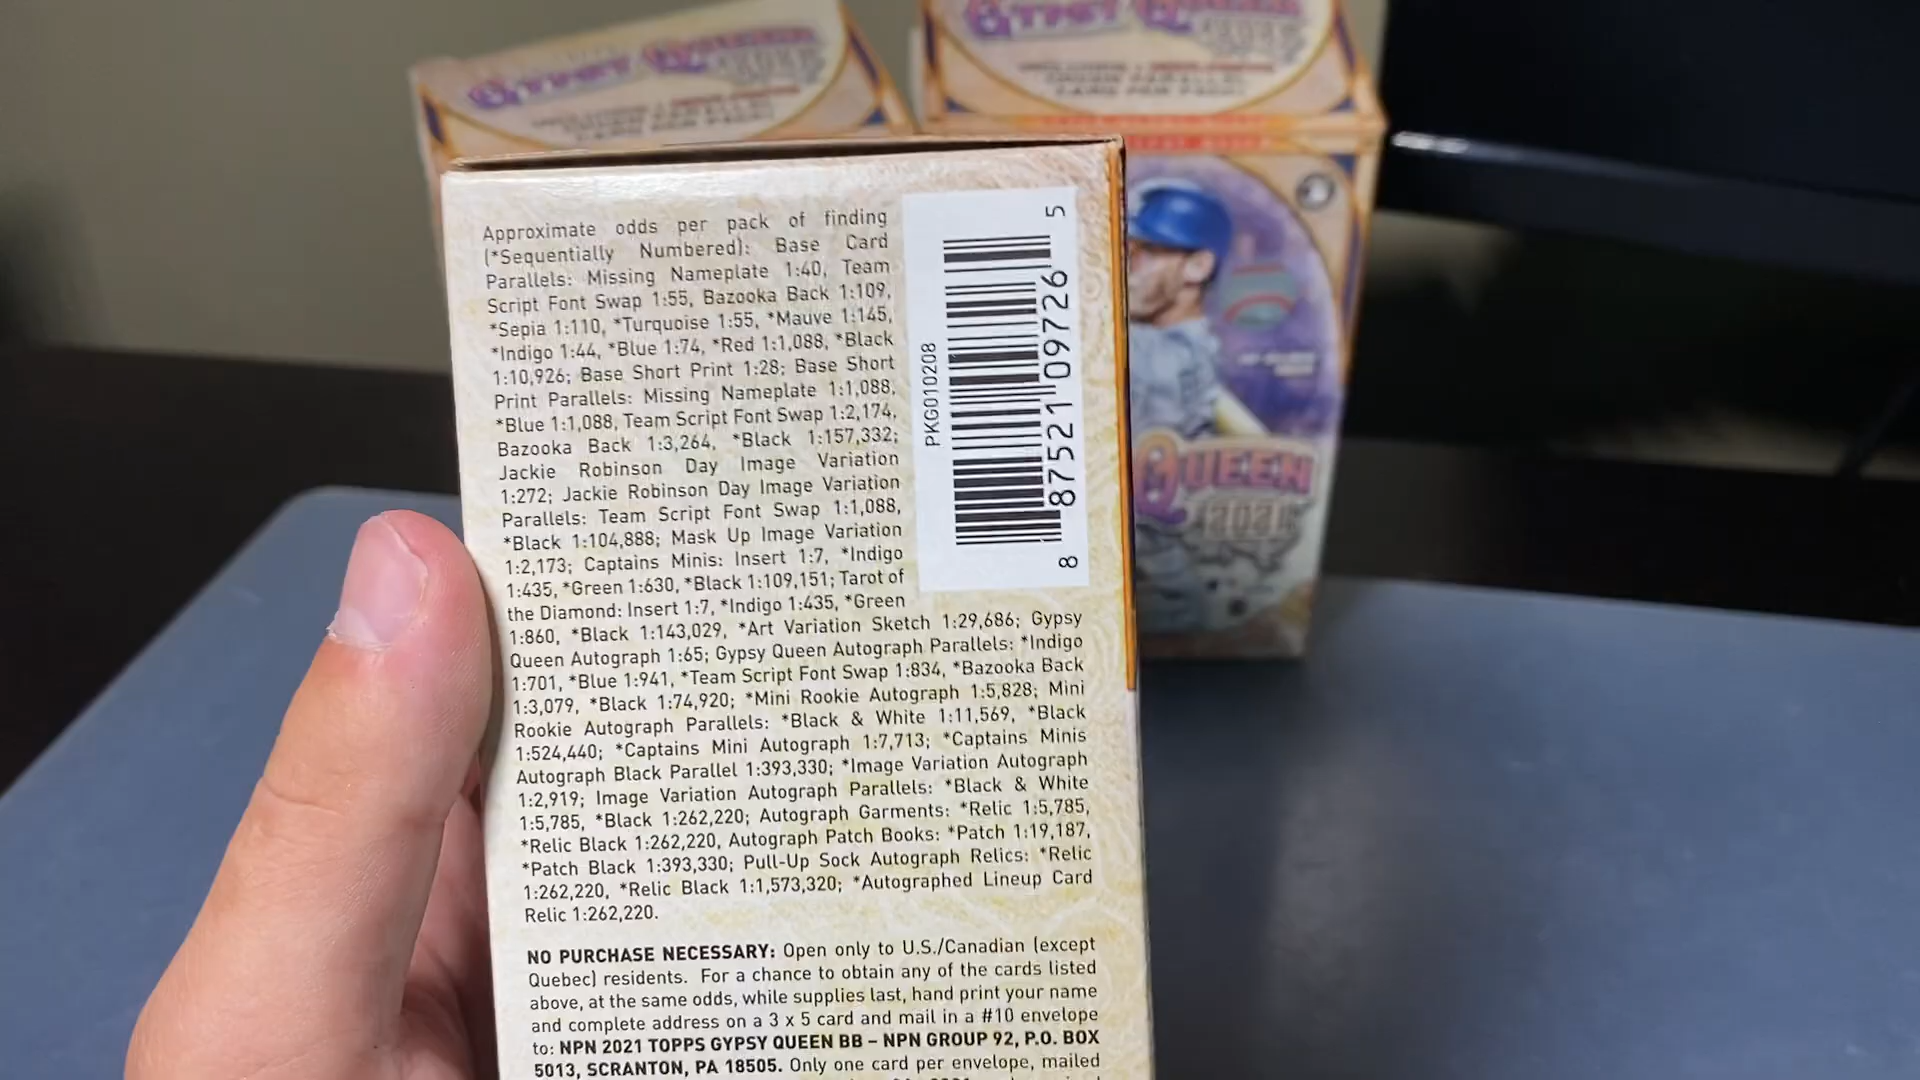 GYPSY QUEEN
2021
GYPSY QUEEN
2021
CARD PER PACK!
Approximate odds per pack of finding
(*Sequentially Numbered): Base Card
Parallels: Missing Nameplate 1:40, Team
Script Font Swap 1:55, Bazooka Back 1:109,
*Sepia 1:110, *Turquoise 1:55, *Mauve 1:145,
*Indigo 1:44, *Blue 1:74, *Red 1:1,088, *Black
1:10,926; Base Short Print 1:28; Base Short
Print Parallels: Missing Nameplate 1:1,088,
*Blue 1:1,088, Team Script Font Swap 1:2,174,
Bazooka Back 1:3,264, *Black 1:157,332;
Jackie Robinson Day Image Variation
1:272; Jackie Robinson Day Image Variation
Parallels: Team Script Font Swap 1:1,088,
*Black 1:104,888; Mask Up Image Variation
1:2,173; Captains Minis: Insert 1:7, *Indigo
1:435, *Green 1:630, *Black 1:109,151; Tarot of
the Diamond: Insert 1:7, *Indigo 1:435, *Green
1:860, *Black 1:143,029, *Art Variation Sketch 1:29,686; Gypsy
Queen Autograph 1:65; Gypsy Queen Autograph Parallels: *Indigo
1:701, *Blue 1:941, *Team Script Font Swap 1:834, *Bazooka Back
1:3,079, *Black 1:74,920; *Mini Rookie Autograph 1:5,828; Mini
Rookie Autograph Parallels: *Black & White 1:11,569, *Black
1:524,440; *Captains Mini Autograph 1:7,713; *Captains Minis
Autograph Black Parallel 1:393,330; *Image Variation Autograph
1:2,919; Image Variation Autograph Parallels: *Black & White
1:5,785, *Black 1:262,220; Autograph Garments: *Relic 1:5,785,
*Relic Black 1:262,220, Autograph Patch Books: *Patch 1:19,187,
*Patch Black 1:393,330; Pull-Up Sock Autograph Relics: *Relic
1:262,220, *Relic Black 1:1,573,320; *Autographed Lineup Card
Relic 1:262,220.
NO PURCHASE NECESSARY: Open only to U.S./Canadian (except
Quebec) residents. For a chance to obtain any of the cards listed
above, at the same odds, while supplies last, hand print your name
and complete address on a 3 x 5 card and mail in a #10 envelope
to: NPN 2021 TOPPS GYPSY QUEEN BB – NPN GROUP 92, P.O. BOX
5013, SCRANTON, PA 18505. Only one card per envelope, mailed
PKG010208
8 87521 09726 5
QUEEN
2021